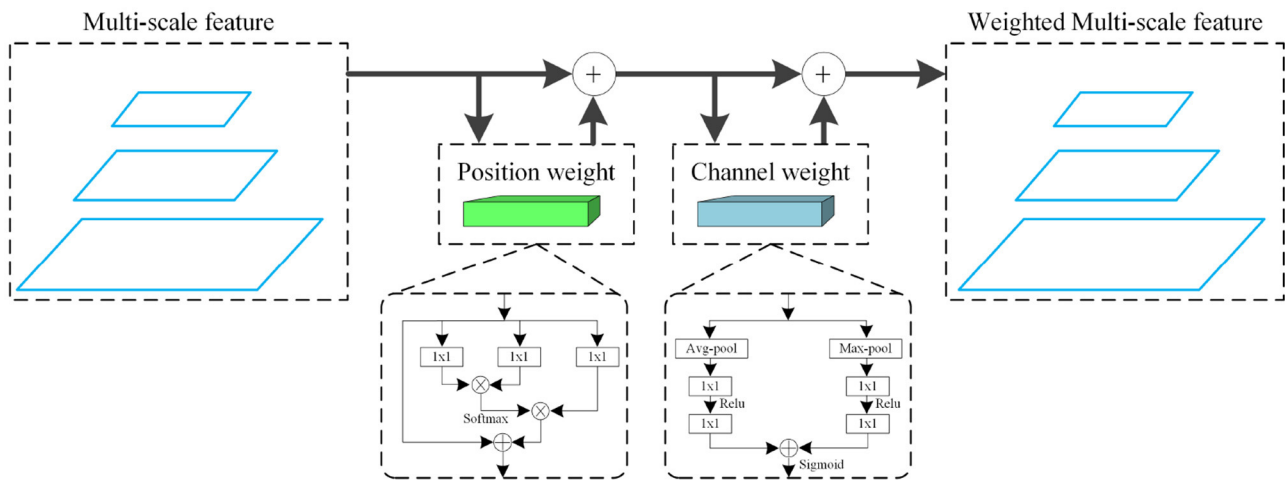 Multi-scale feature
Weighted Multi-scale feature
+
+
Position weight
Channel weight
1x1
1x1
1x1
Softmax
Avg-pool
Max-pool
1x1
1x1
Relu
Relu
1x1
1x1
Sigmoid